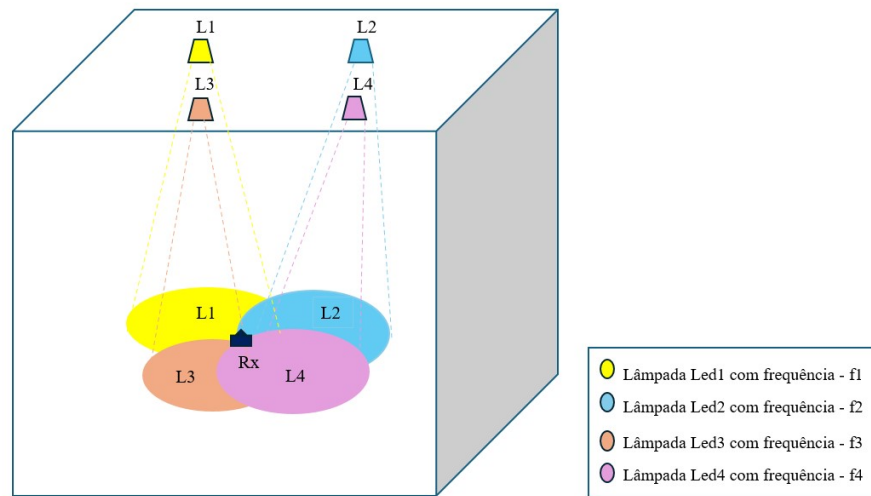 L1
L2
L3
L4
L1
L2
Rx
L3
L4
Lâmpada Led1 com frequência - f1
Lâmpada Led2 com frequência - f2
Lâmpada Led3 com frequência - f3
Lâmpada Led4 com frequência - f4